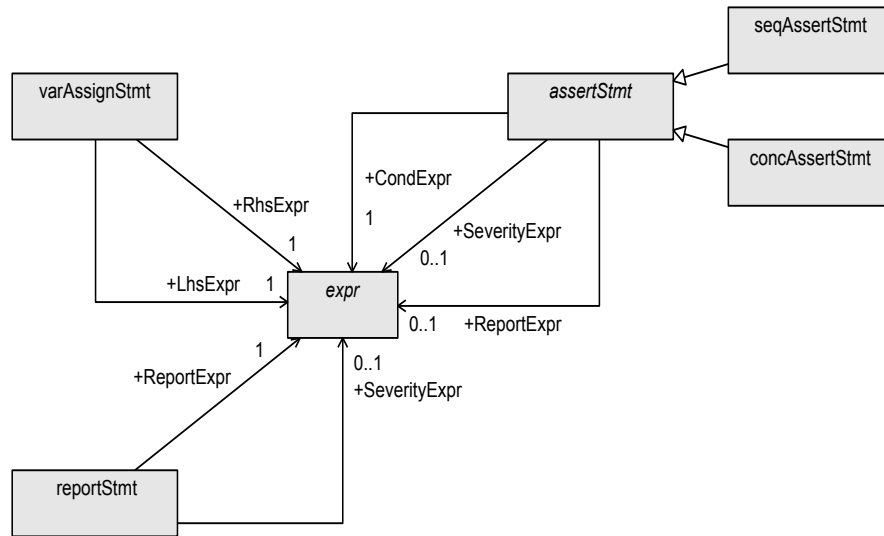 seqAssertStmt
varAssignStmt
assertStmt
concAssertStmt
+CondExpr
+RhsExpr
1
+SeverityExpr
1
0..1
+LhsExpr
1
expr
0..1
+ReportExpr
1
0..1
+ReportExpr
+SeverityExpr
reportStmt